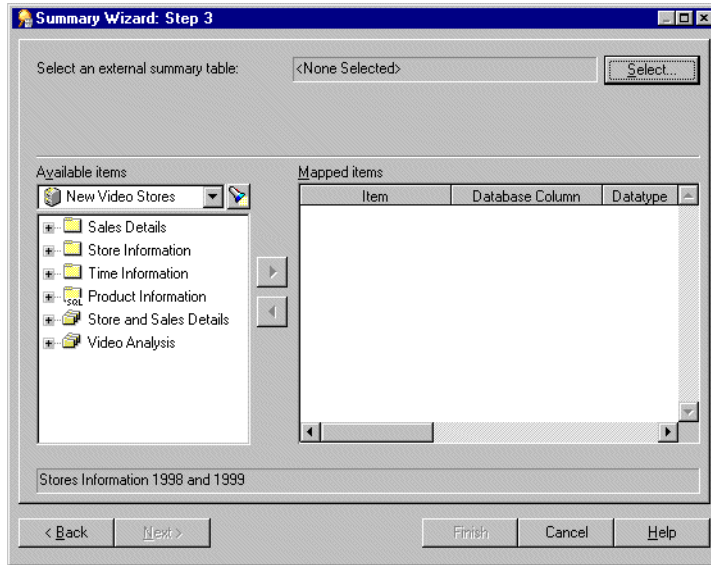 Summary Wizard: Step 3
Select an external summary table: <None Selected> Select...
Available items
New Video Stores
Sales Details
Store Information
Time Information
SQL Product Information
Store and Sales Details
Video Analysis
Mapped items
Item Database Column Datatype
Stores Information 1998 and 1999
< Back Next > Finish Cancel Help